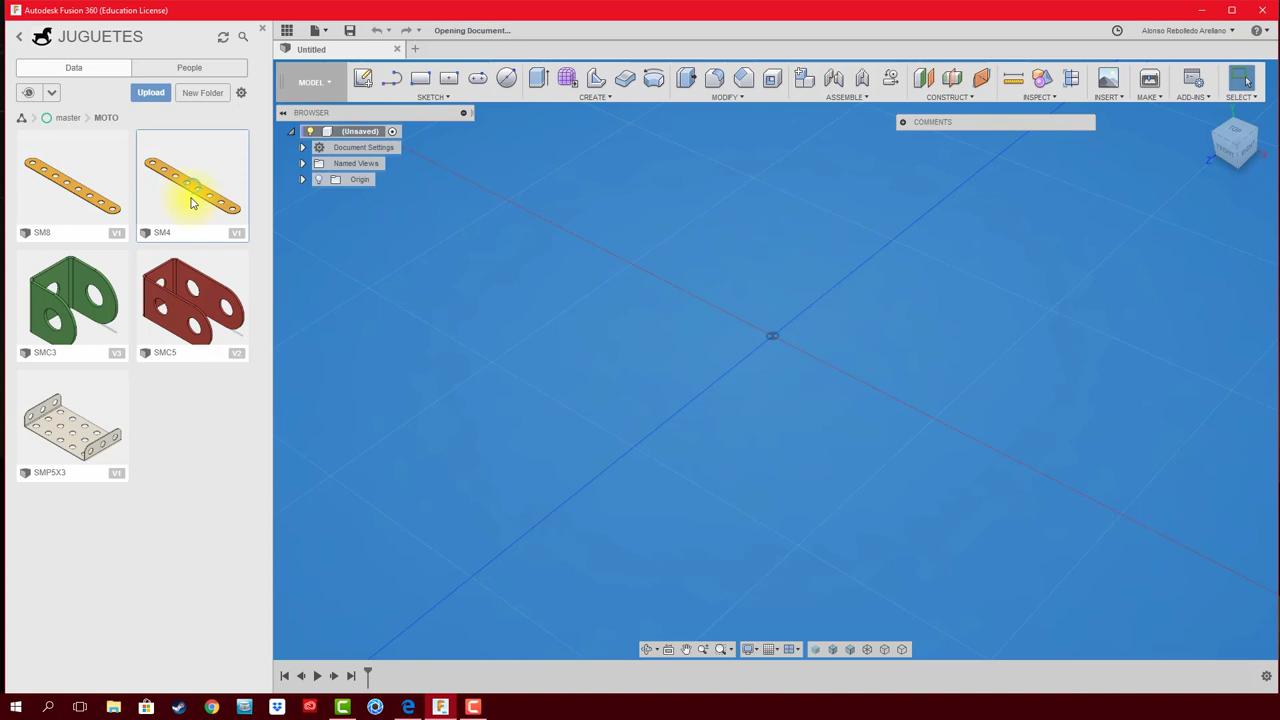 Autodesk Fusion 360 (Education License)
JUGUETES
Opening Document...
Alonso Rebolledo Arellano
Untitled
Data
People
Upload
New Folder
master
MOTO
MODEL
SKETCH
CREATE
MODIFY
ASSEMBLE
CONSTRUCT
INSPECT
INSERT
MAKE
ADD-INS
SELECT
BROWSER
COMMENTS
(Unsaved)
Document Settings
Named Views
Origin
TOP
FRONT
Z
SM8
V1
SM4
V1
SMC3
V3
SMC5
V2
SMP5X3
V1